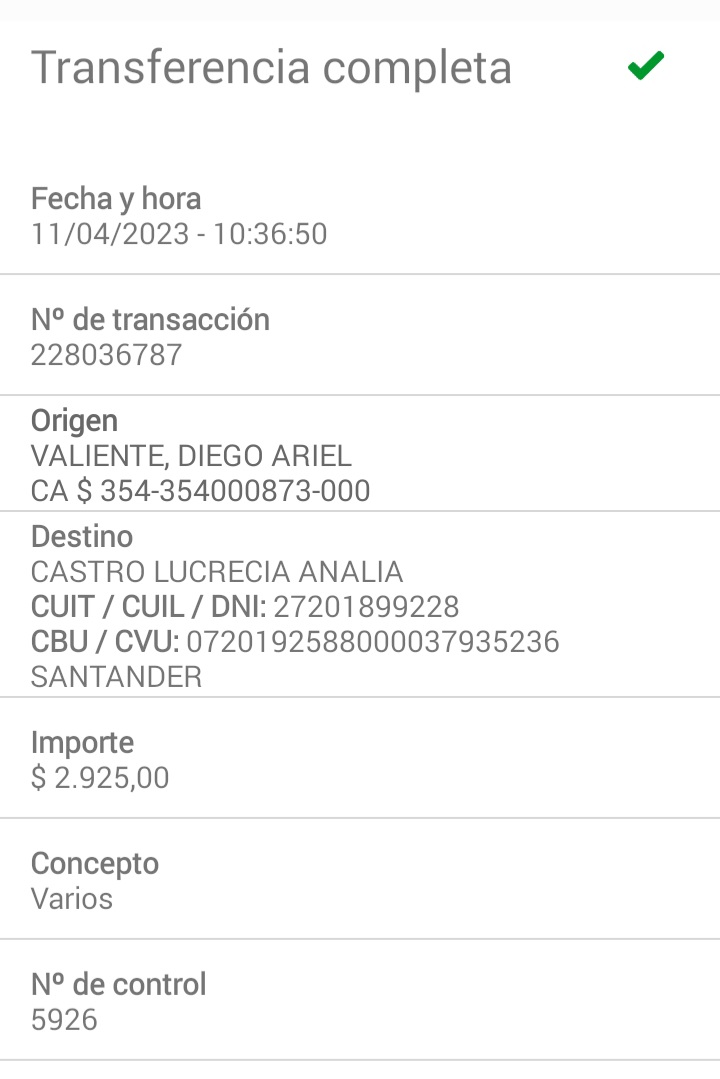 Transferencia completa
Fecha y hora
11/04/2023 - 10:36:50
Nº de transacción
228036787
Origen
VALIENTE, DIEGO ARIEL
CA $ 354-354000873-000
Destino
CASTRO LUCRECIA ANALIA
CUIT / CUIL / DNI: 27201899228
CBU / CVU: 0720192588000037935236
SANTANDER
Importe
$ 2.925,00
Concepto
Varios
Nº de control
5926